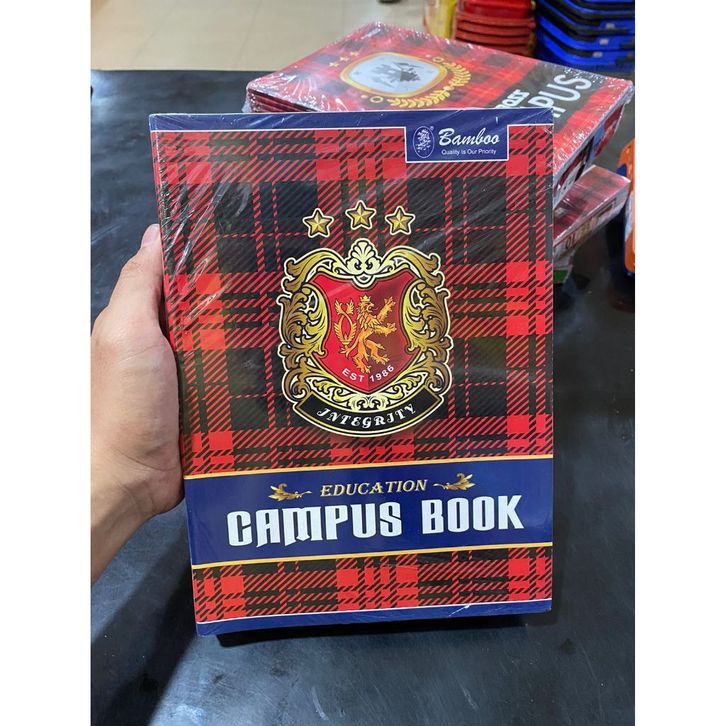 Bamboo
Quality is Our Priority
EST 1986
INTEGRITY
EDUCATION
CAMPUS BOOK